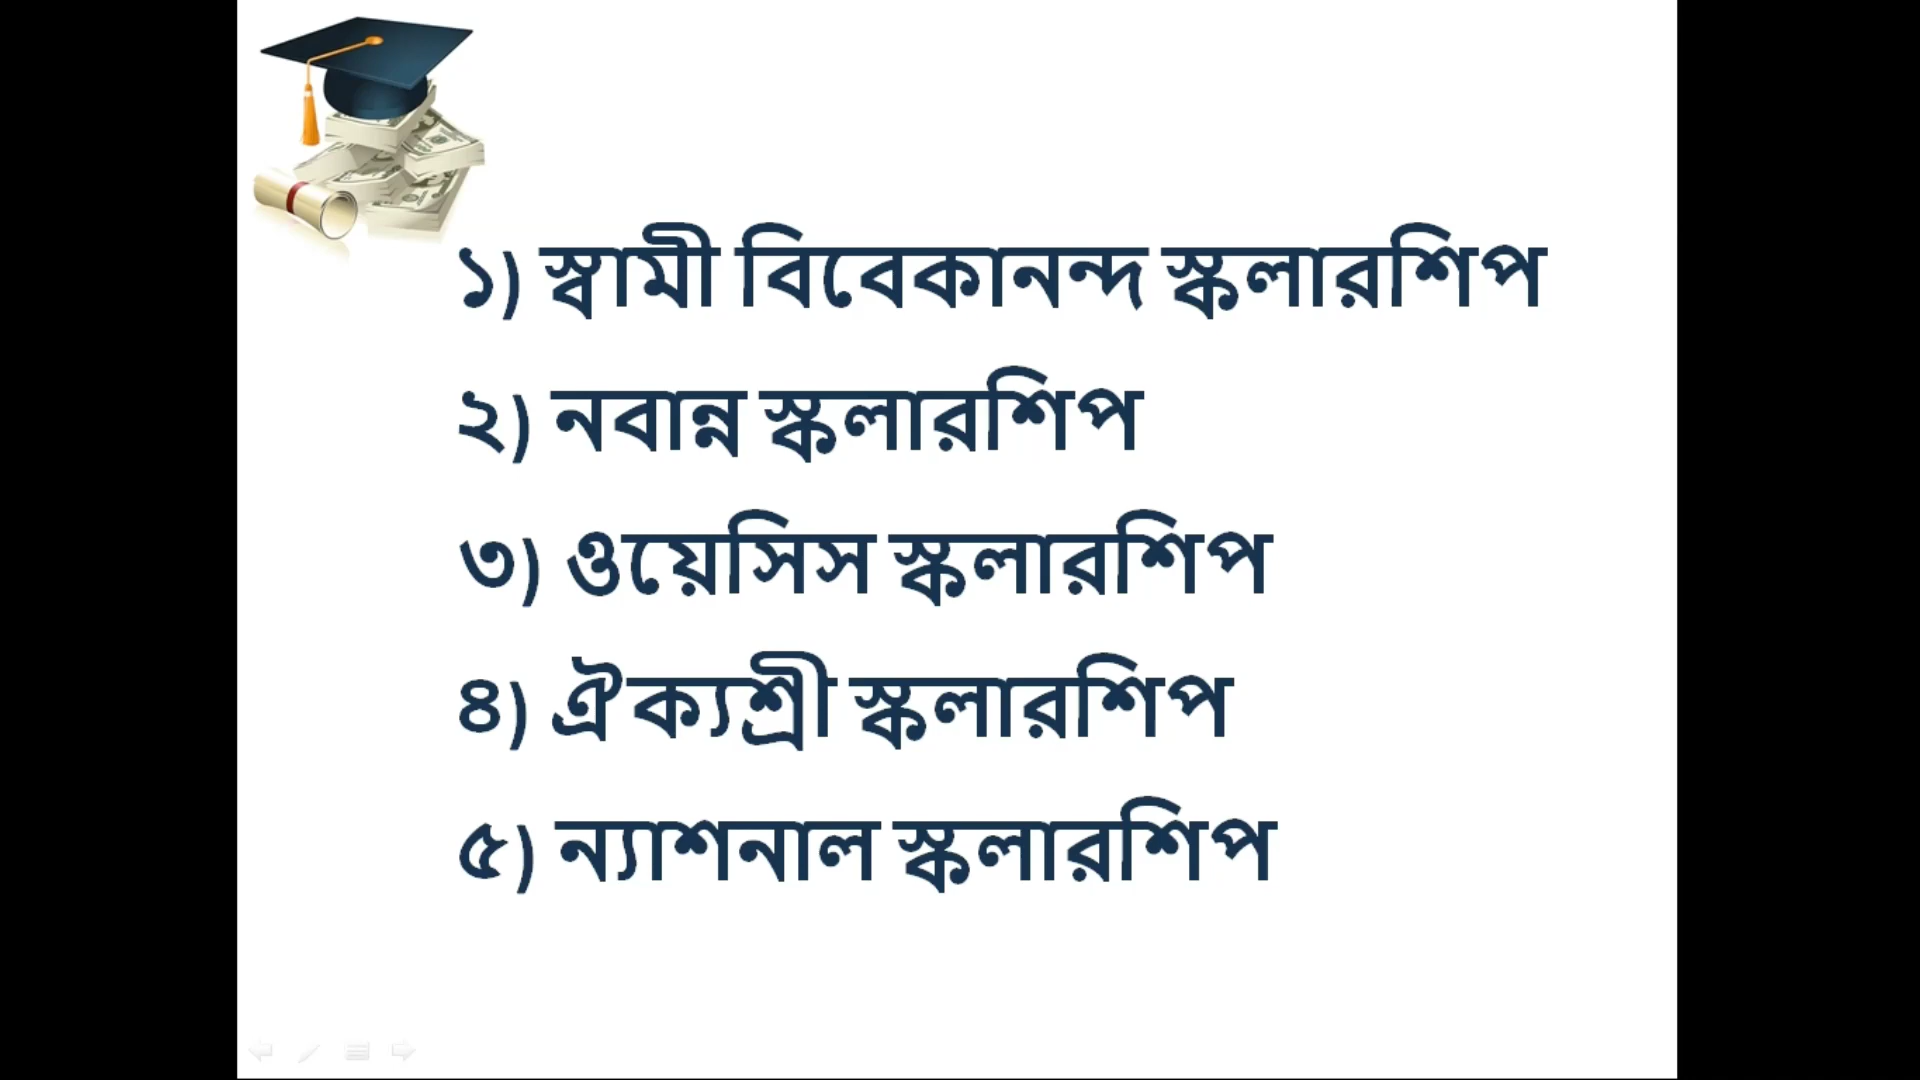 ১) স্বামী বিবেকানন্দ স্কলারশিপ
২) নবান্ন স্কলারশিপ
৩) ওয়েসিস স্কলারশিপ
৪) ঐক্যশ্রী স্কলারশিপ
৫) ন্যাশনাল স্কলারশিপ